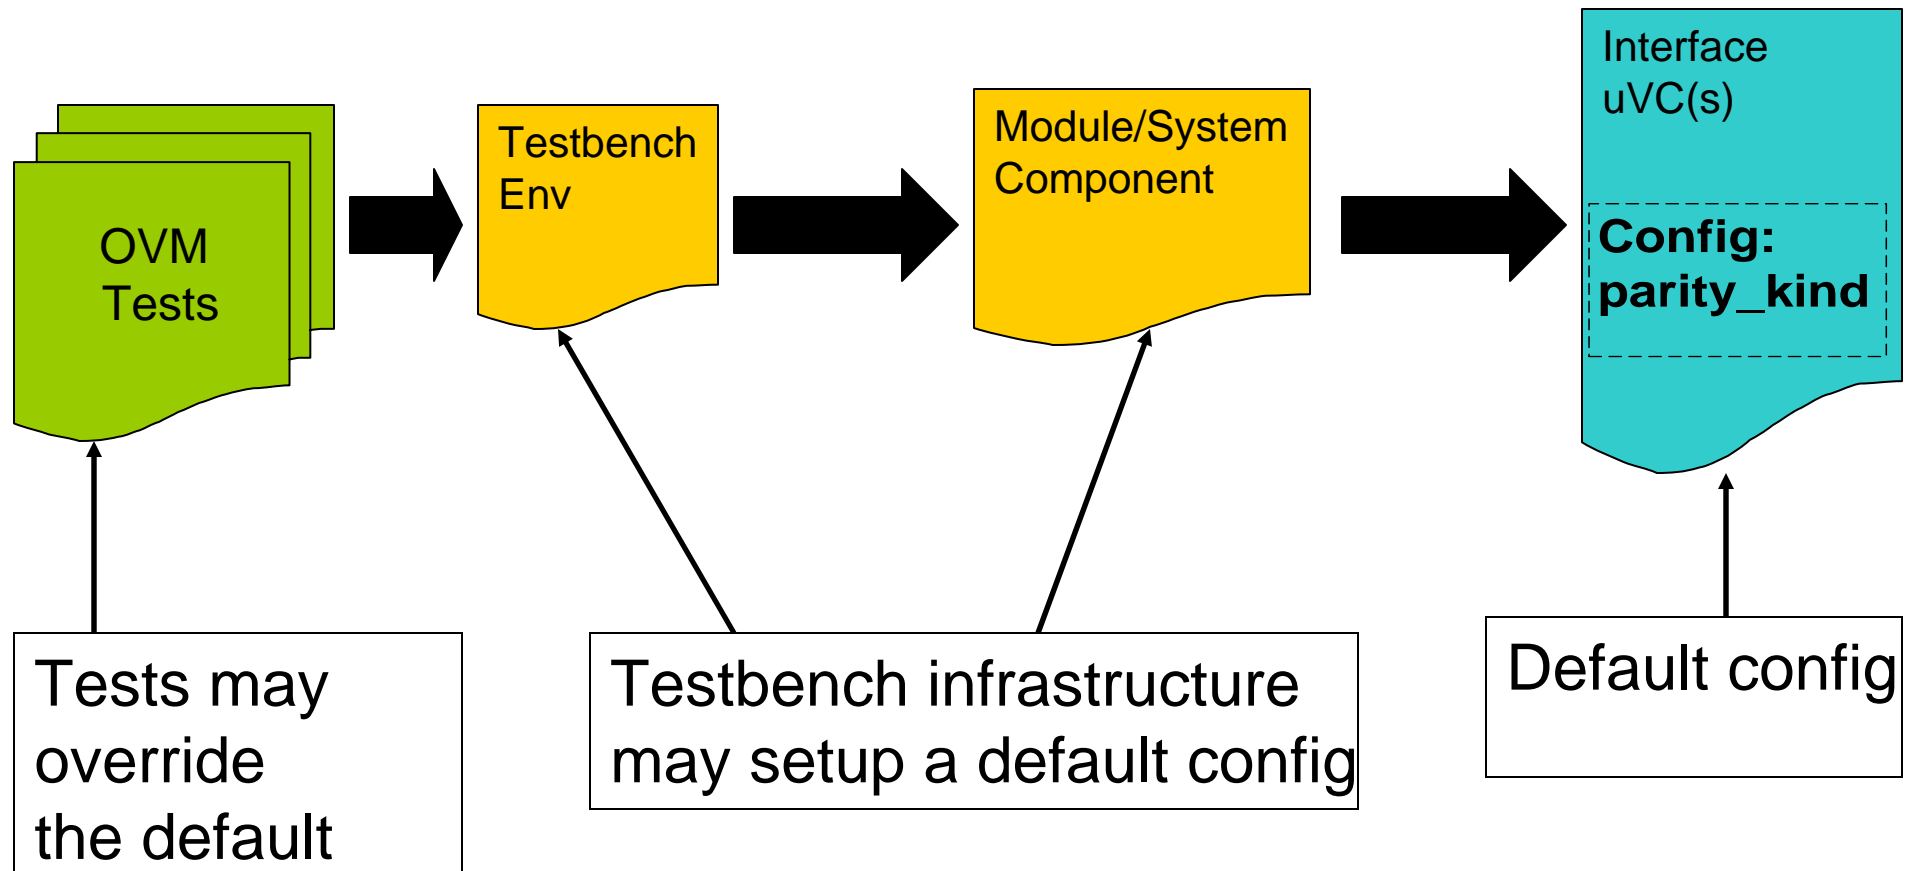 OVM
Tests
Testbench
Env
Module/System
Component
Interface
uVC(s)
Config:
parity_kind
Tests may
override
the default
Testbench infrastructure
may setup a default config
Default config